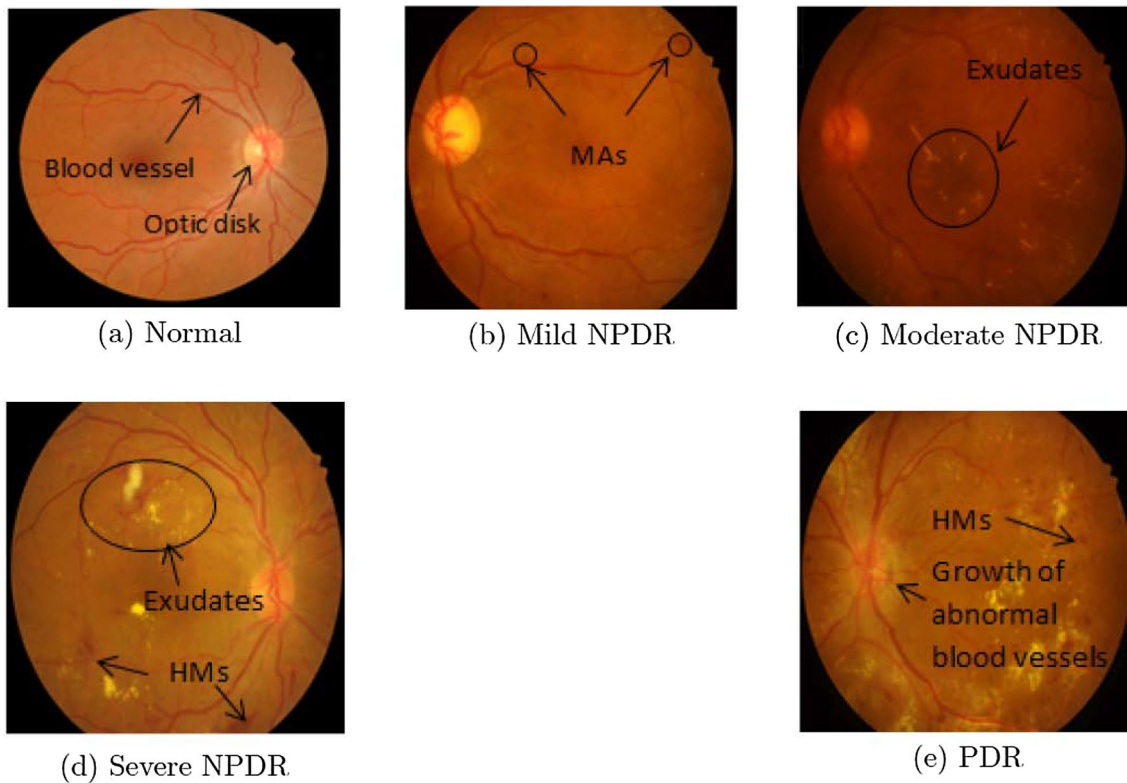 Blood vessel
Optic disk
(a) Normal
MAs
(b) Mild NPDR
Exudates
(c) Moderate NPDR
Exudates
HMs
(d) Severe NPDR
HMs
Growth of
abnormal
blood vessels
(e) PDR